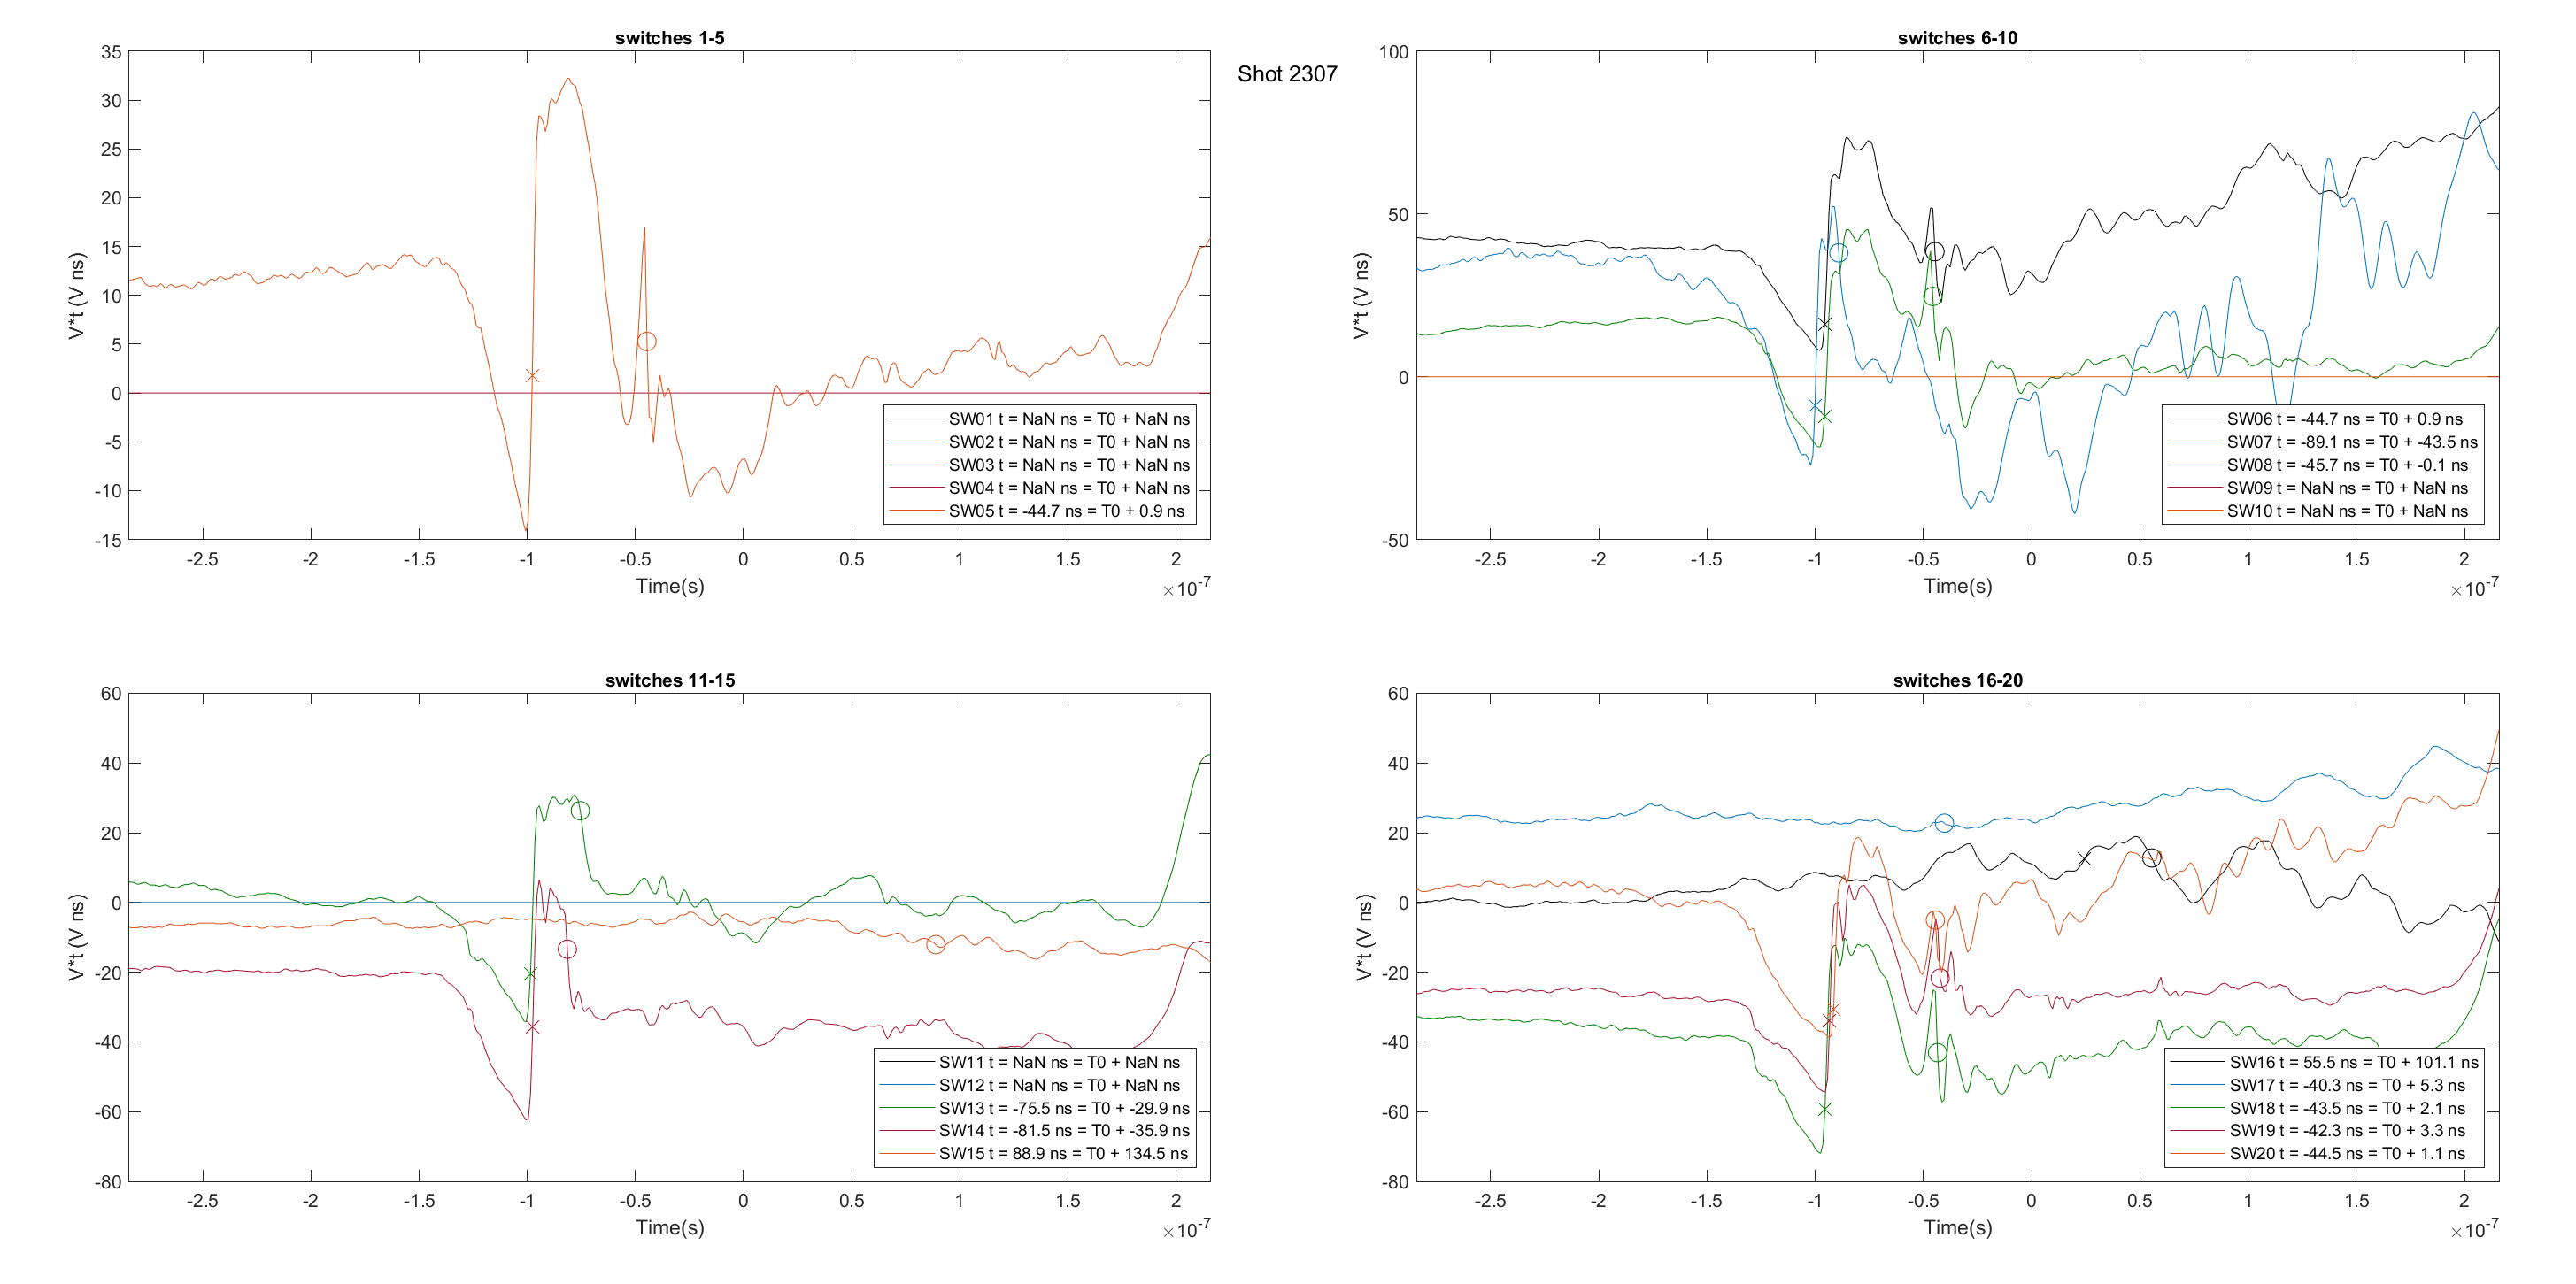 Shot 2307
switches 1-5
35
30
25
20
15
10
5
0
-5
-10
-15
V*t (V ns)
-2.5 -2 -1.5 -1 -0.5 0 0.5 1 1.5 2
Time(s)
×10-7
SW01 t = NaN ns = T0 + NaN ns
SW02 t = NaN ns = T0 + NaN ns
SW03 t = NaN ns = T0 + NaN ns
SW04 t = NaN ns = T0 + NaN ns
SW05 t = -44.7 ns = T0 + 0.9 ns
switches 6-10
100
50
0
-50
V*t (V ns)
-2.5 -2 -1.5 -1 -0.5 0 0.5 1 1.5 2
Time(s)
×10-7
SW06 t = -44.7 ns = T0 + 0.9 ns
SW07 t = -89.1 ns = T0 + -43.5 ns
SW08 t = -45.7 ns = T0 + -0.1 ns
SW09 t = NaN ns = T0 + NaN ns
SW10 t = NaN ns = T0 + NaN ns
switches 11-15
60
40
20
0
-20
-40
-60
-80
V*t (V ns)
-2.5 -2 -1.5 -1 -0.5 0 0.5 1 1.5 2
Time(s)
×10-7
SW11 t = NaN ns = T0 + NaN ns
SW12 t = NaN ns = T0 + NaN ns
SW13 t = -75.5 ns = T0 + -29.9 ns
SW14 t = -81.5 ns = T0 + -35.9 ns
SW15 t = 88.9 ns = T0 + 134.5 ns
switches 16-20
60
40
20
0
-20
-40
-60
-80
V*t (V ns)
-2.5 -2 -1.5 -1 -0.5 0 0.5 1 1.5 2
Time(s)
×10-7
SW16 t = 55.5 ns = T0 + 101.1 ns
SW17 t = -40.3 ns = T0 + 5.3 ns
SW18 t = -43.5 ns = T0 + 2.1 ns
SW19 t = -42.3 ns = T0 + 3.3 ns
SW20 t = -44.5 ns = T0 + 1.1 ns